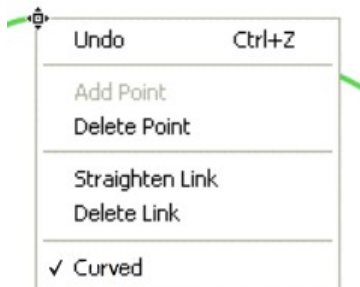 Undo Ctrl+Z
Add Point
Delete Point
Straighten Link
Delete Link
✓ Curved